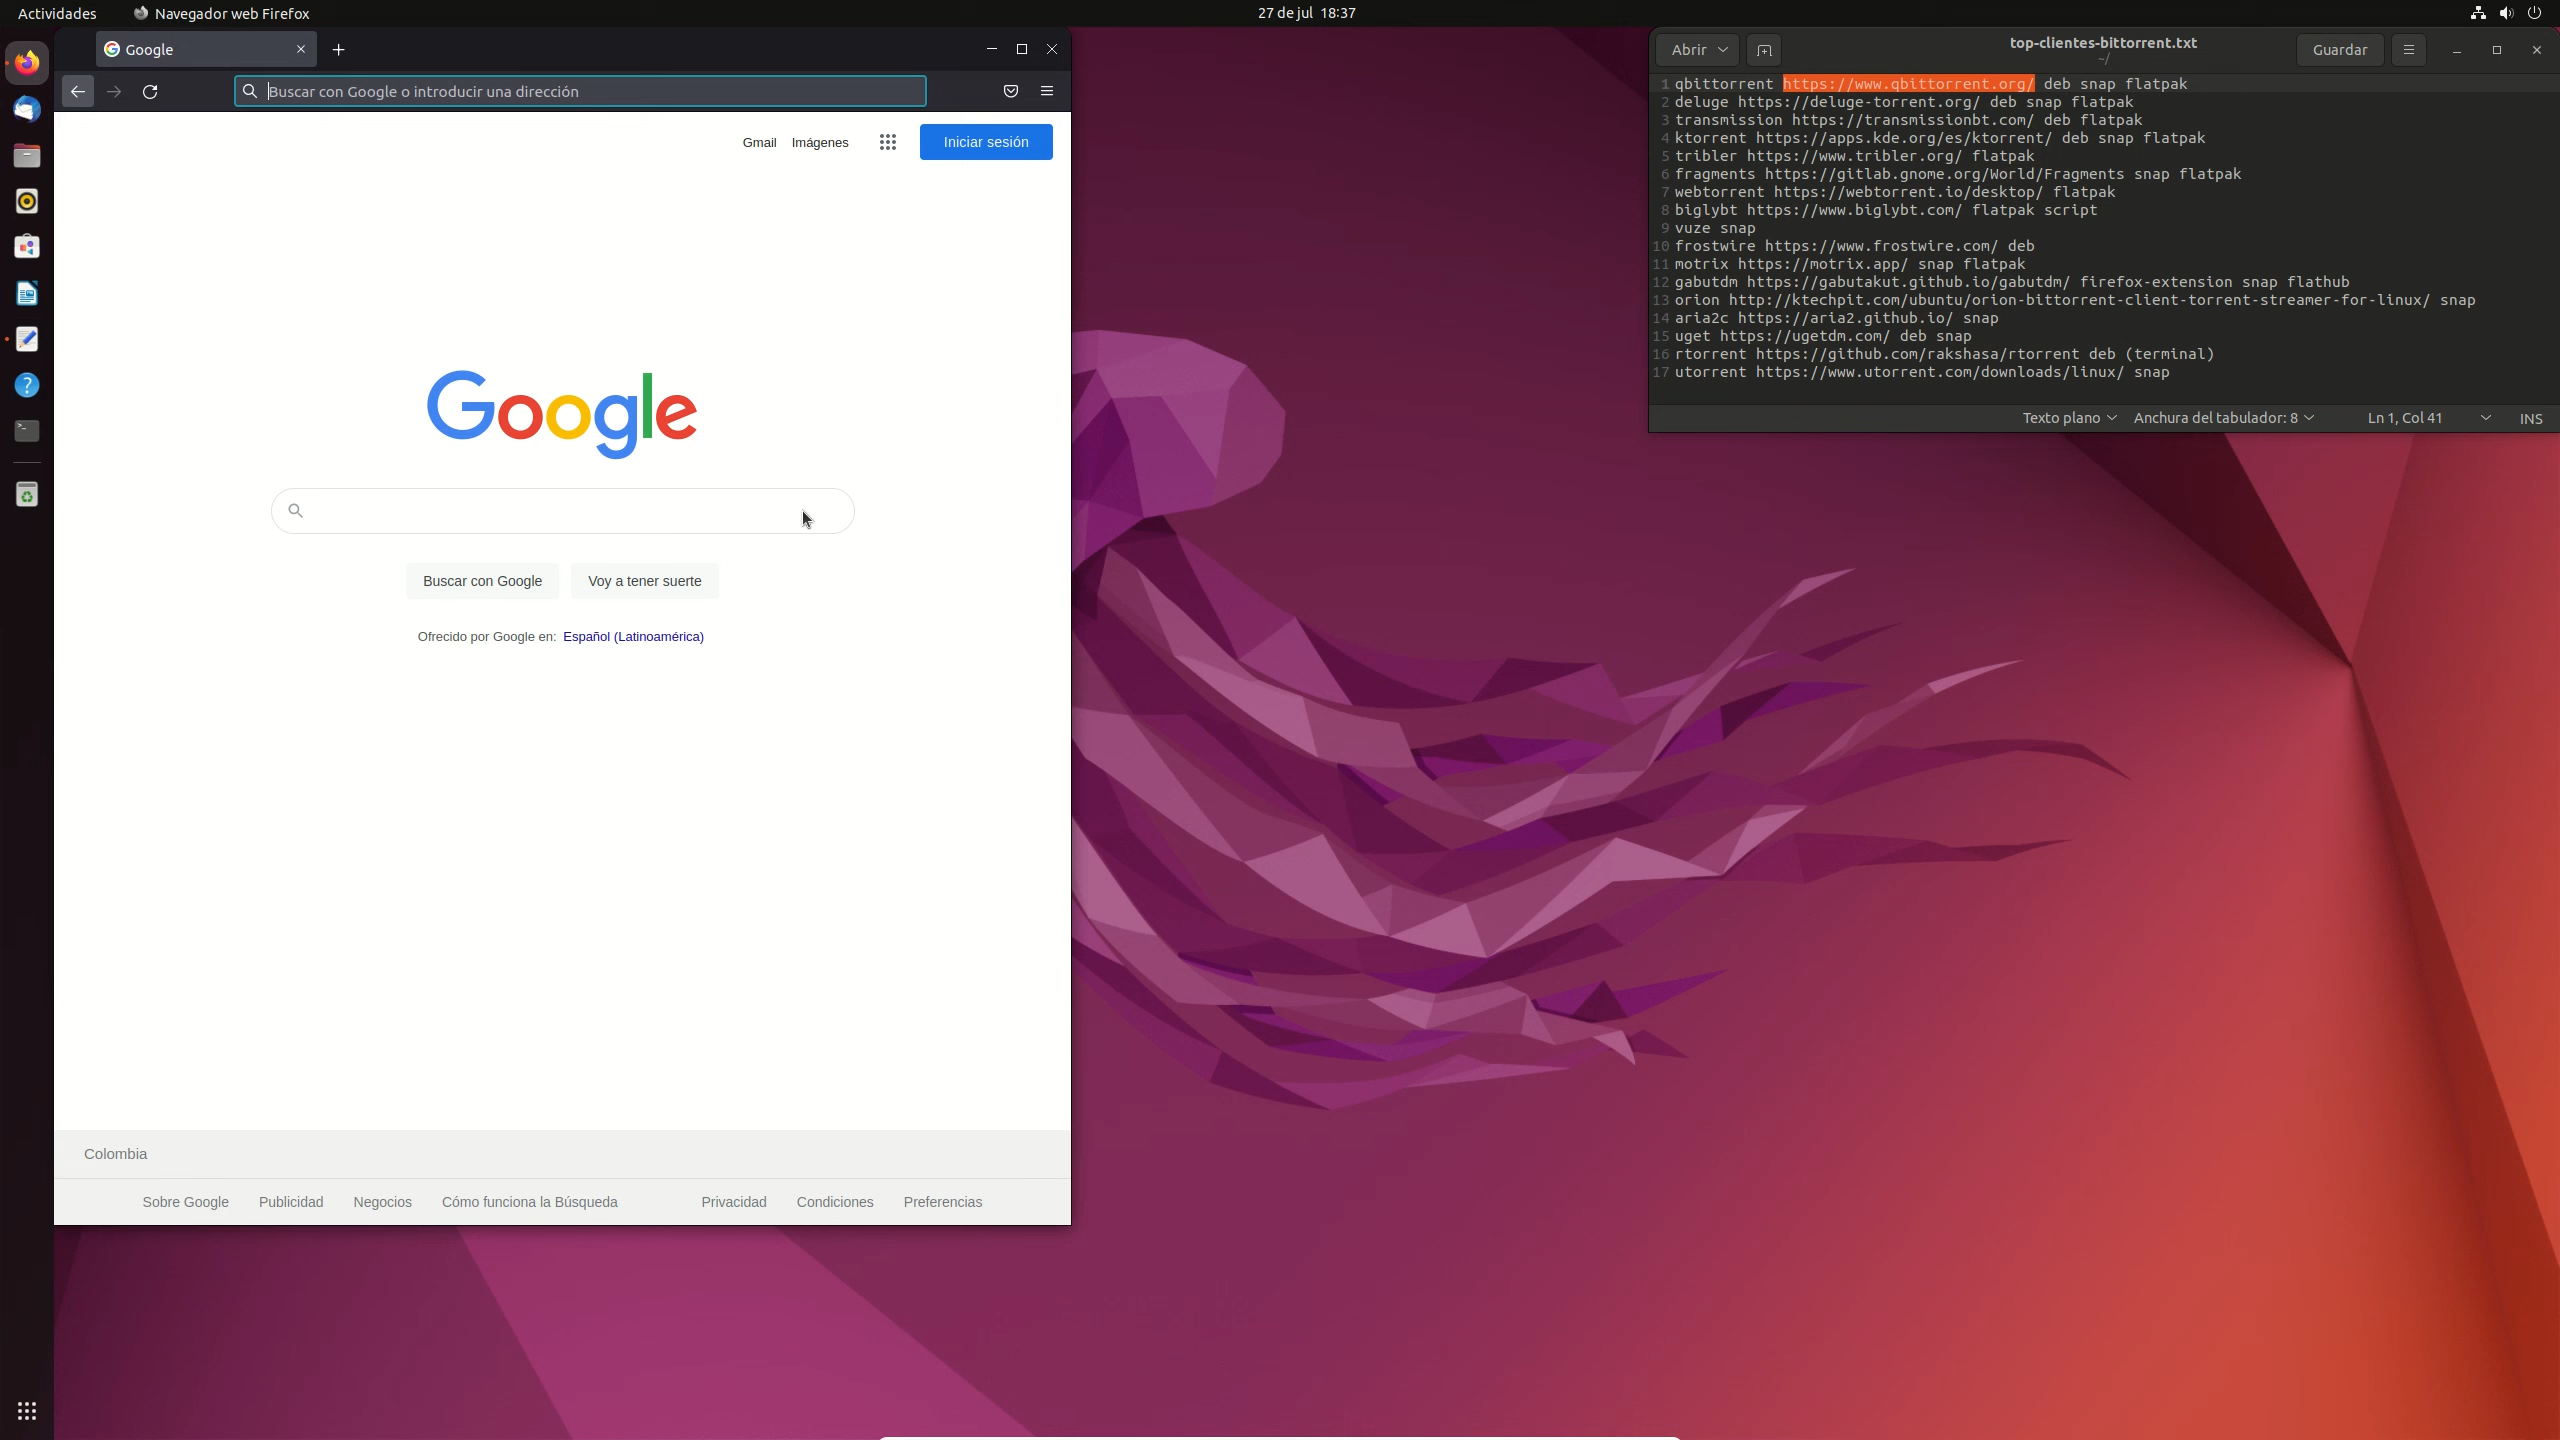 Actividades Navegador web Firefox 27 de jul 18:37
Google
Buscar con Google o introducir una dirección
Gmail Imágenes Iniciar sesión
Google
Buscar con Google Voy a tener suerte
Ofrecido por Google en: Español (Latinoamérica)
Colombia
Sobre Google Publicidad Negocios Cómo funciona la Búsqueda Privacidad Condiciones Preferencias
Abrir top-clientes-bittorrent.txt Guardar
~/
1 qbittorrent https://www.qbittorrent.org/ deb snap flatpak
2 deluge https://deluge-torrent.org/ deb snap flatpak
3 transmission https://transmissionbt.com/ deb flatpak
4 ktorrent https://apps.kde.org/es/ktorrent/ deb snap flatpak
5 tribler https://www.tribler.org/ flatpak
6 fragments https://gitlab.gnome.org/World/Fragments snap flatpak
7 webtorrent https://webtorrent.io/desktop/ flatpak
8 biglybt https://www.biglybt.com/ flatpak script
9 vuze snap
10 frostwire https://www.frostwire.com/ deb
11 motrix https://motrix.app/ snap flatpak
12 gabutdm https://gabutakut.github.io/gabutdm/ firefox-extension snap flathub
13 orion http://ktechpit.com/ubuntu/orion-bittorrent-client-torrent-streamer-for-linux/ snap
14 aria2c https://aria2.github.io/ snap
15 uget https://ugetdm.com/ deb snap
16 rtorrent https://github.com/rakshasa/rtorrent deb (terminal)
17 utorrent https://www.utorrent.com/downloads/linux/ snap
Texto plano Anchura del tabulador: 8 Ln 1, Col 41 INS